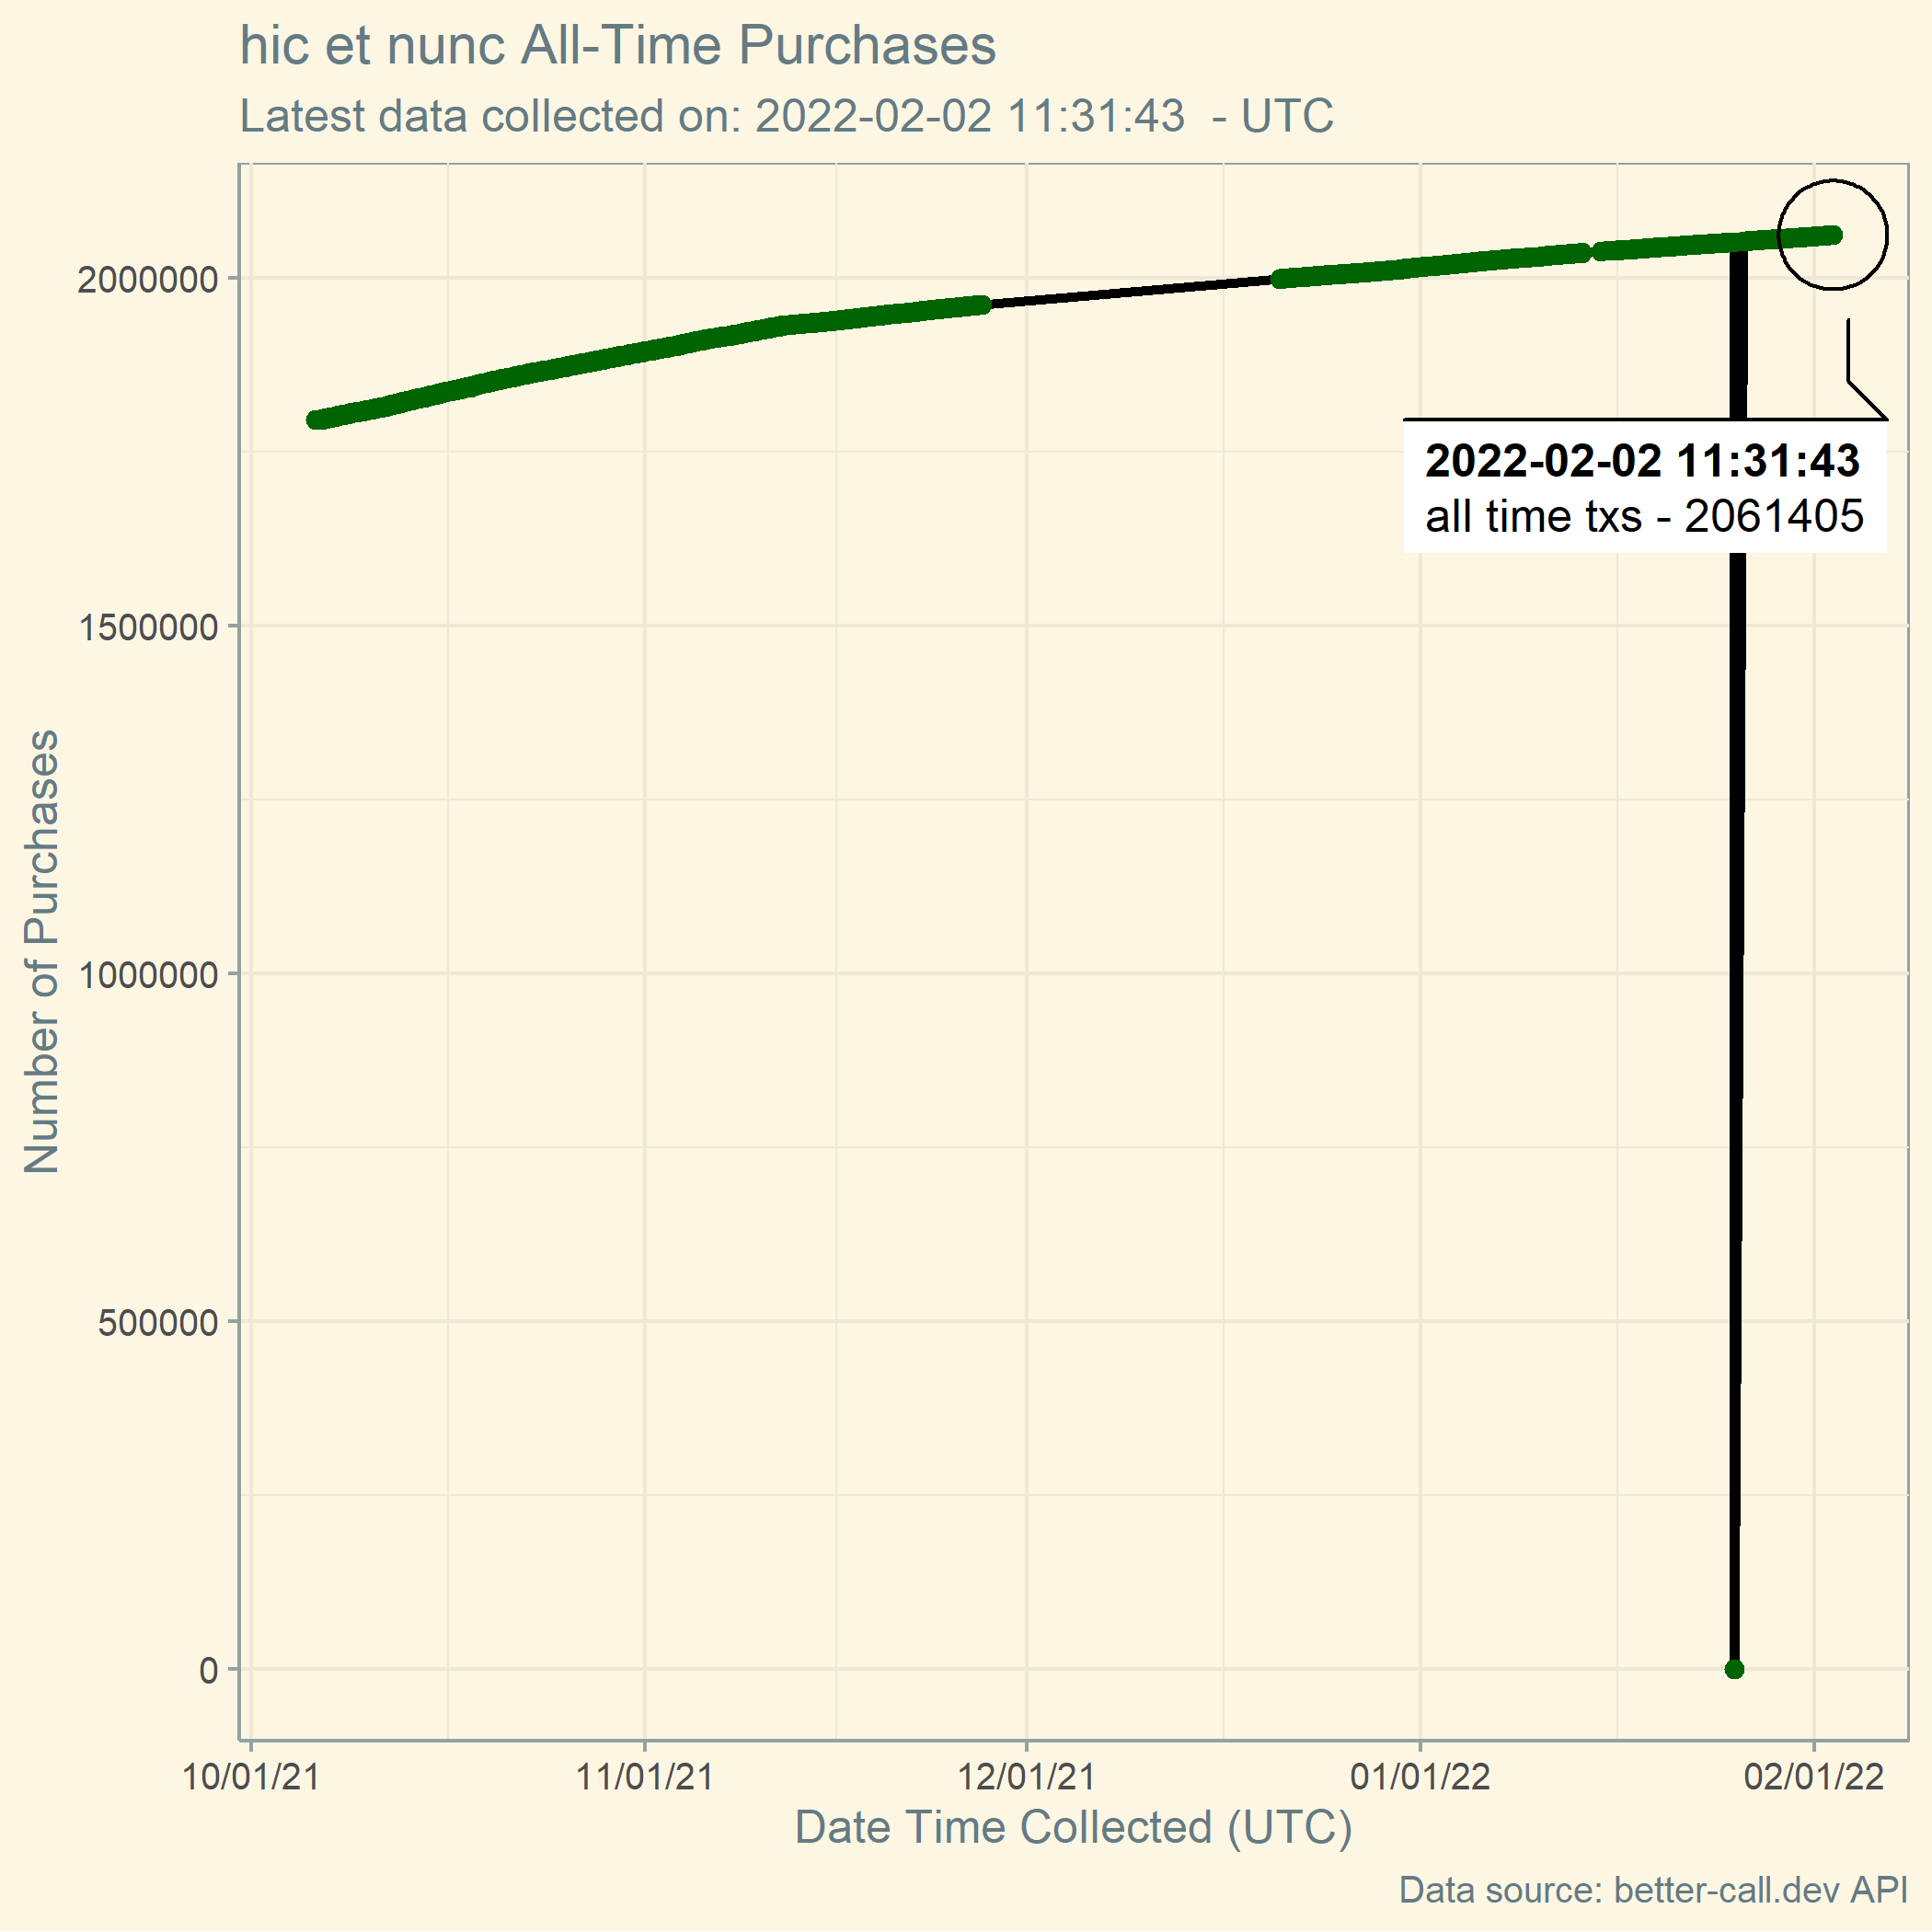 hic et nunc All-Time Purchases
Latest data collected on: 2022-02-02 11:31:43  - UTC
2000000
1500000
1000000
500000
0
Number of Purchases
2022-02-02 11:31:43
all time txs - 2061405
10/01/21
11/01/21
12/01/21
01/01/22
02/01/22
Date Time Collected (UTC)
Data source: better-call.dev API